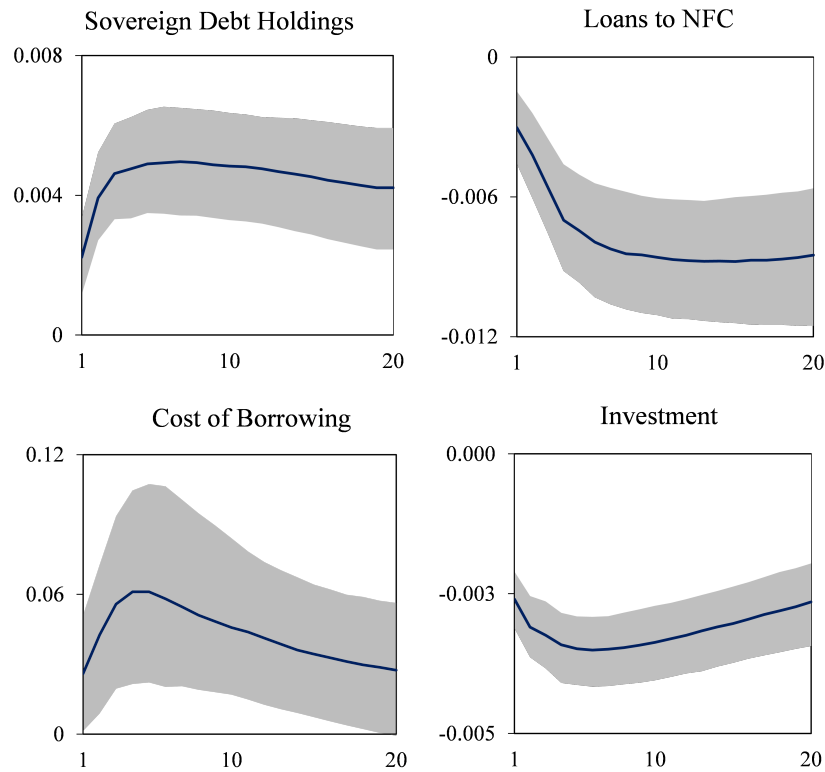 Sovereign Debt Holdings
0.008
0.004
0
1 10 20
Loans to NFC
0
-0.006
-0.012
1 10 20
Cost of Borrowing
0.12
0.06
0
1 10 20
Investment
0.000
-0.003
-0.005
1 10 20